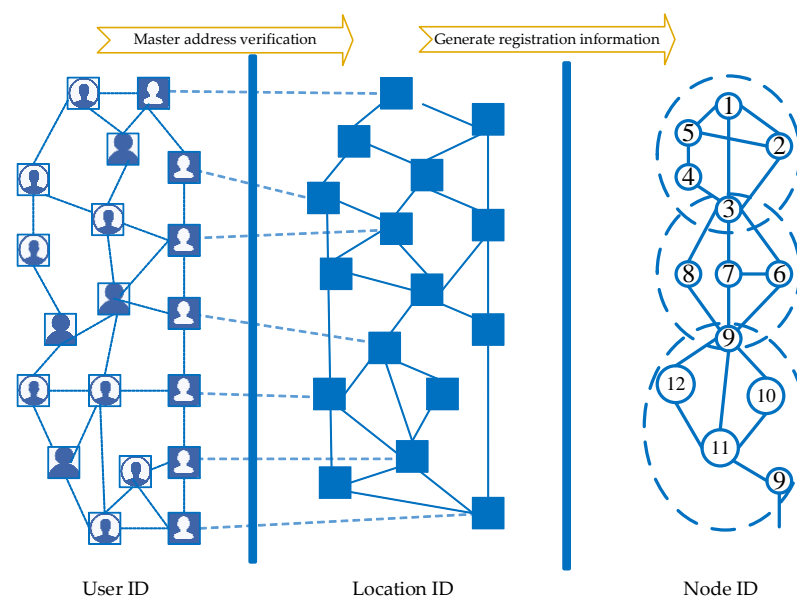 Master address verification
Generate registration information
1
5
2
4
3
8
7
6
9
12
10
11
9
User ID
Location ID
Node ID